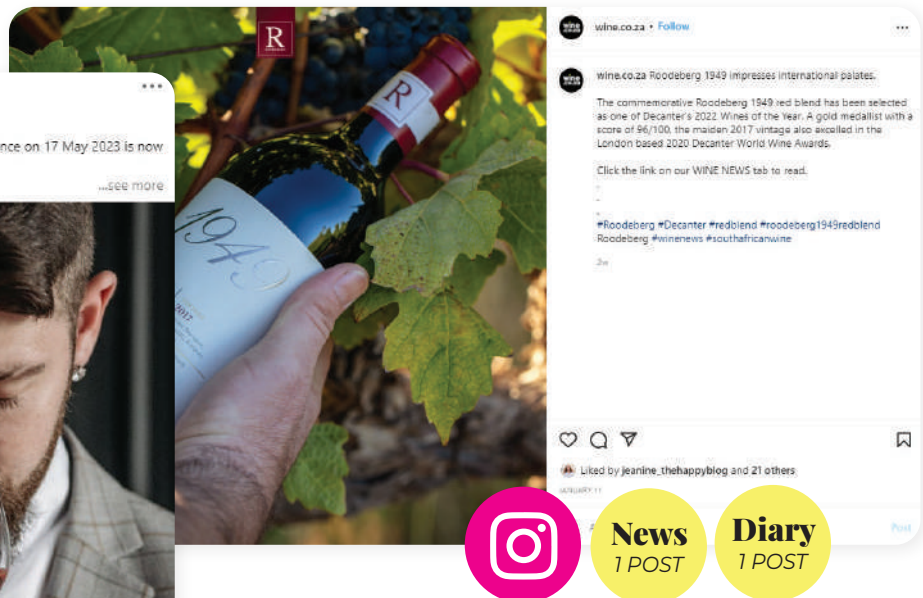 nce on 17 May 2023 is now
...see more
R
R
1949
2017
wine.co.za • Follow
wine.co.za Roodeberg 1949 impresses international palates.
The commemorative Roodeberg 1949 red blend has been selected
as one of Decanter's 2022 Wines of the Year. A gold medallist with a
score of 96/100, the maiden 2017 vintage also excelled in the
London based 2020 Decanter World Wine Awards.
Click the link on our WINE NEWS tab to read.
.
.
.
#Roodeberg #Decanter #redblend #roodeberg1949redblend
Roodeberg #winenews #southafricanwine
2w
Liked by jeanine_thehappyblog and 21 others
JANUARY 11
Post
News
1 POST
Diary
1 POST